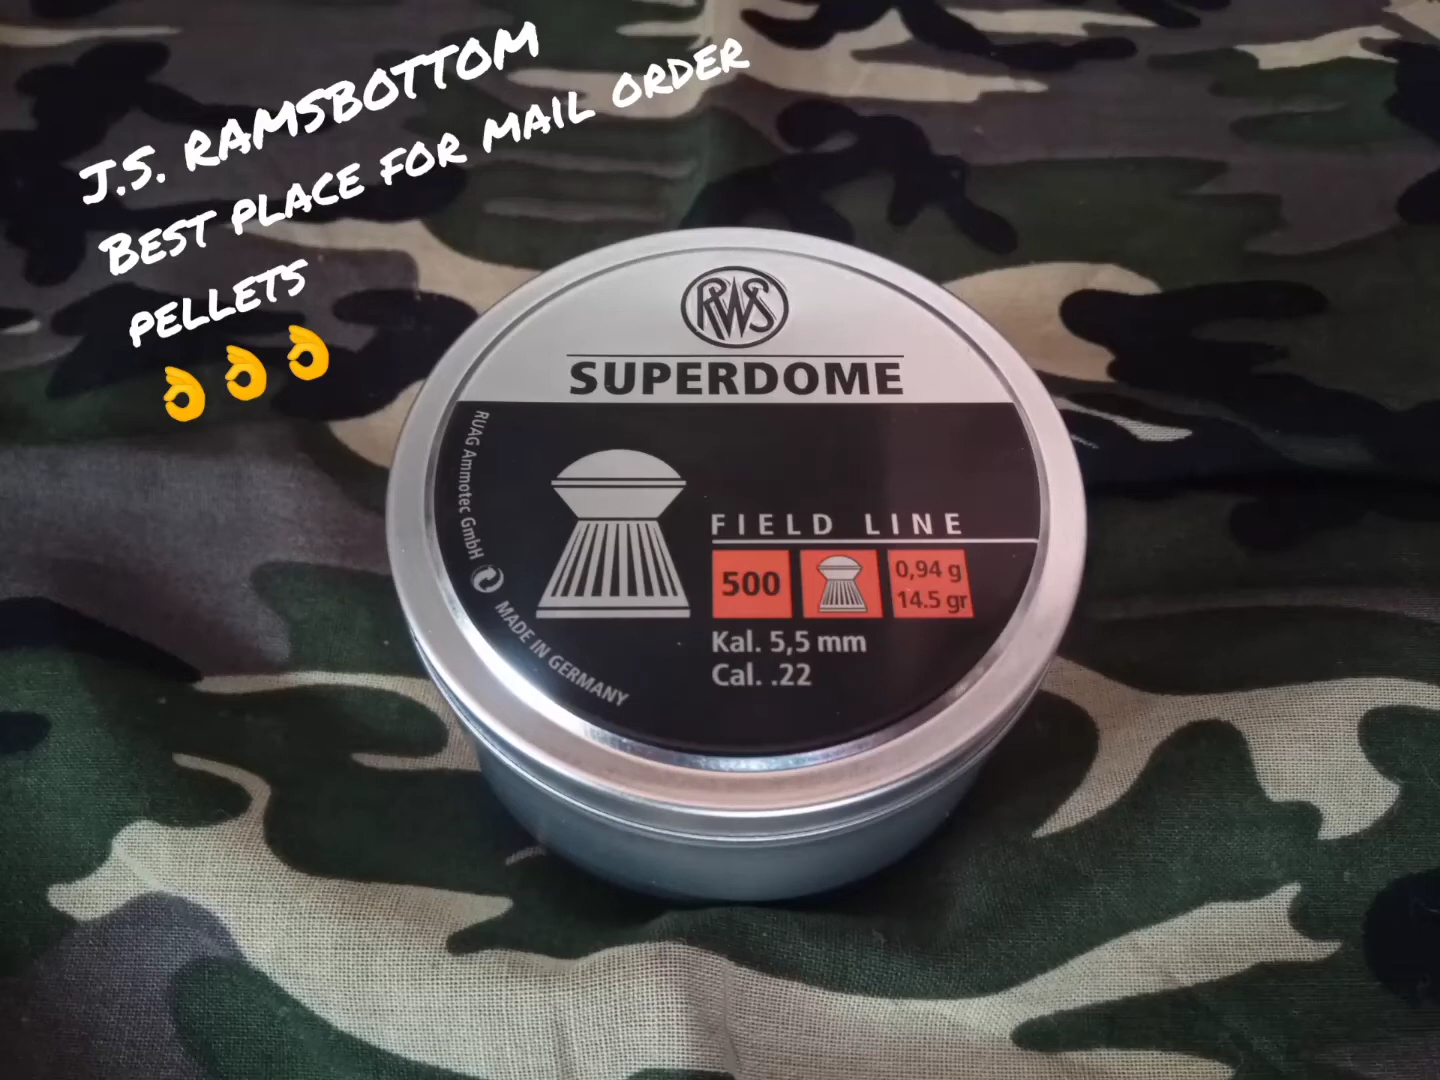 J.S. RAMSBOTTOM
BEST PLACE FOR MAIL ORDER
PELLETS
👌👌👌
RWS
SUPERDOME
RUAG Ammotec GmbH
MADE IN GERMANY
FIELD LINE
500
0,94 g
14.5 gr
Kal. 5,5 mm
Cal. .22